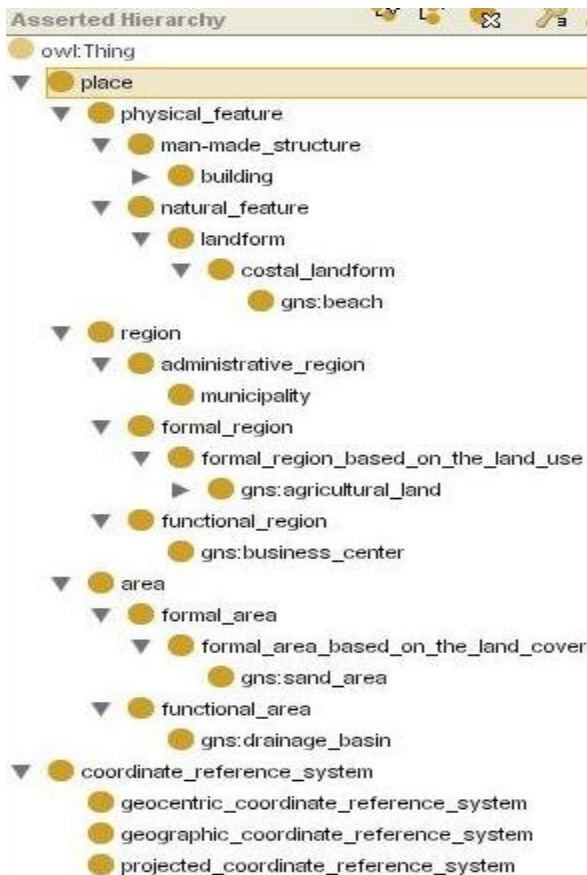 Asserted Hierarchy
owl:Thing
place
physical_feature
man-made_structure
building
natural_feature
landform
costal_landform
gns:beach
region
administrative_region
municipality
formal_region
formal_region_based_on_the_land_use
gns:agricultural_land
functional_region
gns:business_center
area
formal_area
formal_area_based_on_the_land_cover
gns:sand_area
functional_area
gns:drainage_basin
coordinate_reference_system
geocentric_coordinate_reference_system
geographic_coordinate_reference_system
projected_coordinate_reference_system